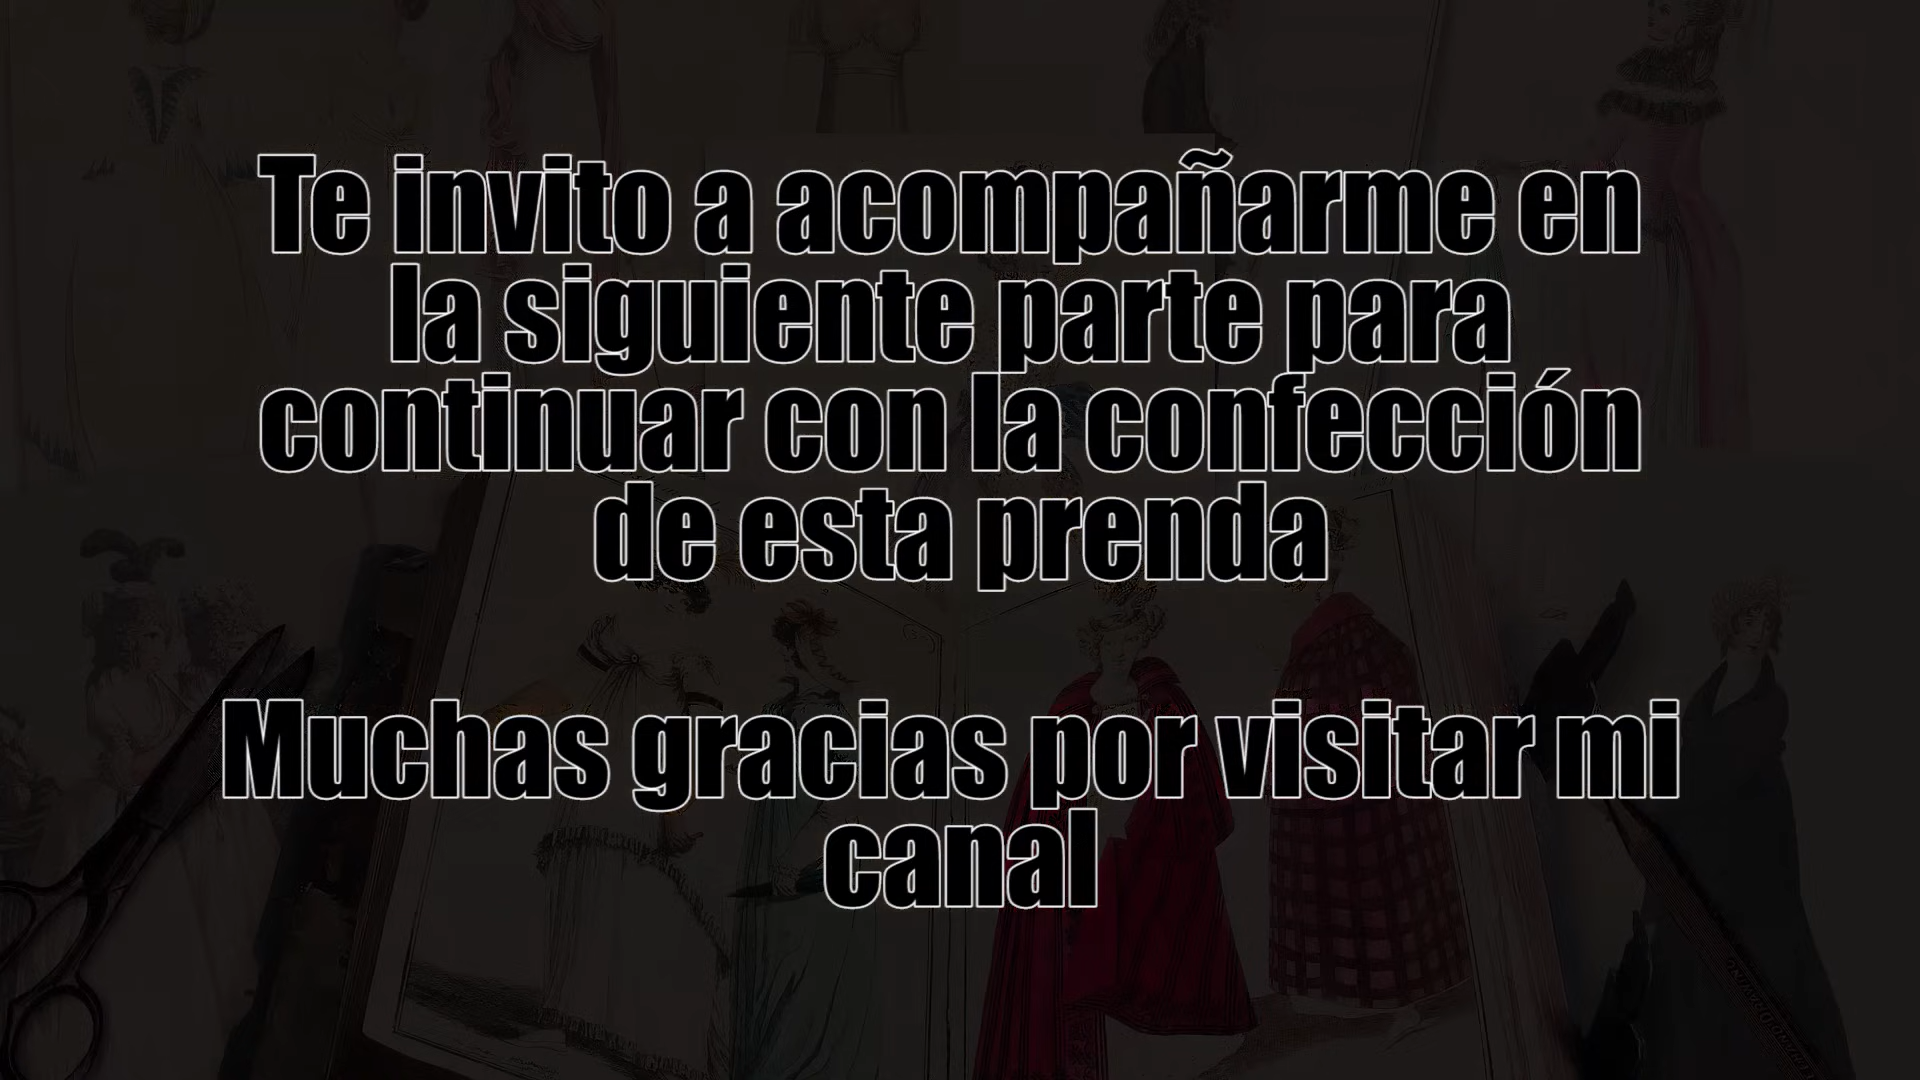 Te invito a acompañarme en
la siguiente parte para
continuar con la confección
de esta prenda
Muchas gracias por visitar mi
canal